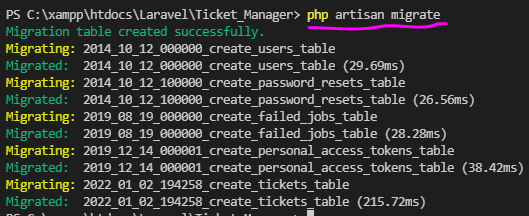 PS C:\xampp\htdocs\Laravel\Ticket_Manager> php artisan migrate
Migration table created successfully.
Migrating: 2014_10_12_000000_create_users_table
Migrated:  2014_10_12_000000_create_users_table (29.69ms)
Migrating: 2014_10_12_100000_create_password_resets_table
Migrated:  2014_10_12_100000_create_password_resets_table (26.56ms)
Migrating: 2019_08_19_000000_create_failed_jobs_table
Migrated:  2019_08_19_000000_create_failed_jobs_table (28.28ms)
Migrating: 2019_12_14_000001_create_personal_access_tokens_table
Migrated:  2019_12_14_000001_create_personal_access_tokens_table (38.42ms)
Migrating: 2022_01_02_194258_create_tickets_table
Migrated:  2022_01_02_194258_create_tickets_table (215.72ms)